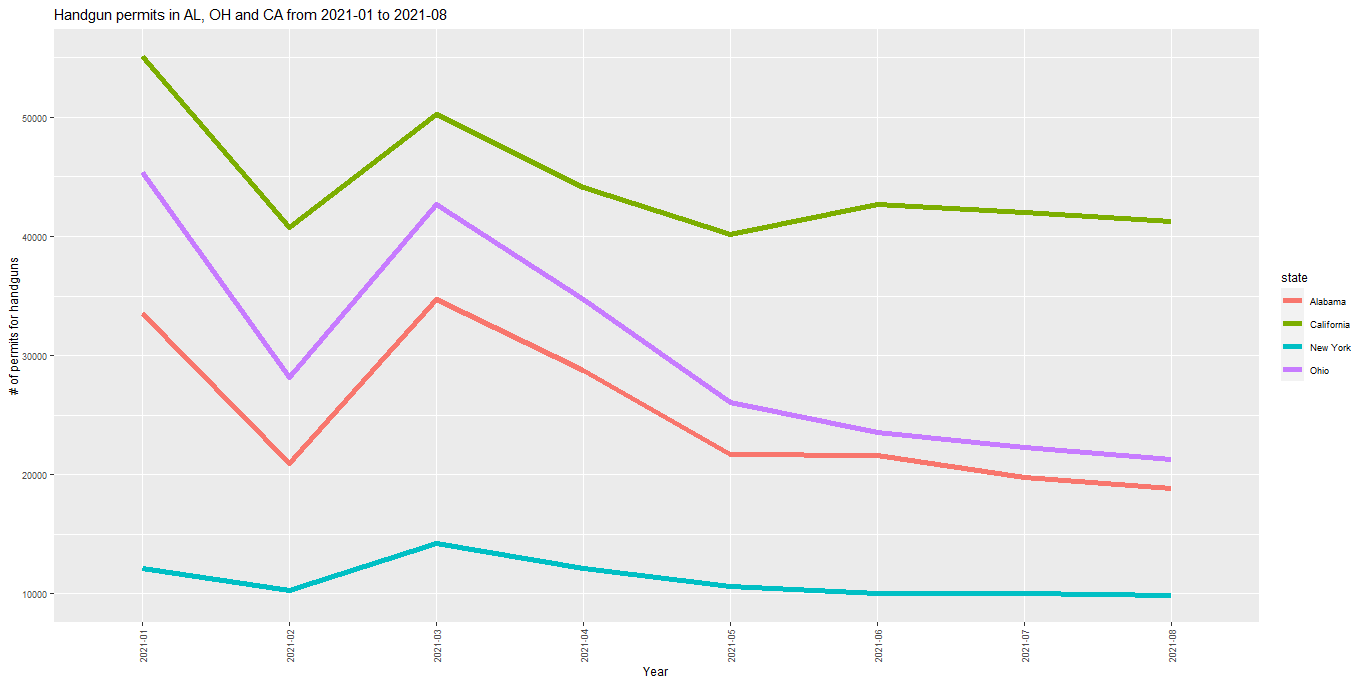 Handgun permits in AL, OH and CA from 2021-01 to 2021-08
# of permits for handguns
50000
40000
30000
20000
10000
2021-01
2021-02
2021-03
2021-04
2021-05
2021-06
2021-07
2021-08
Year
state
Alabama
California
New York
Ohio